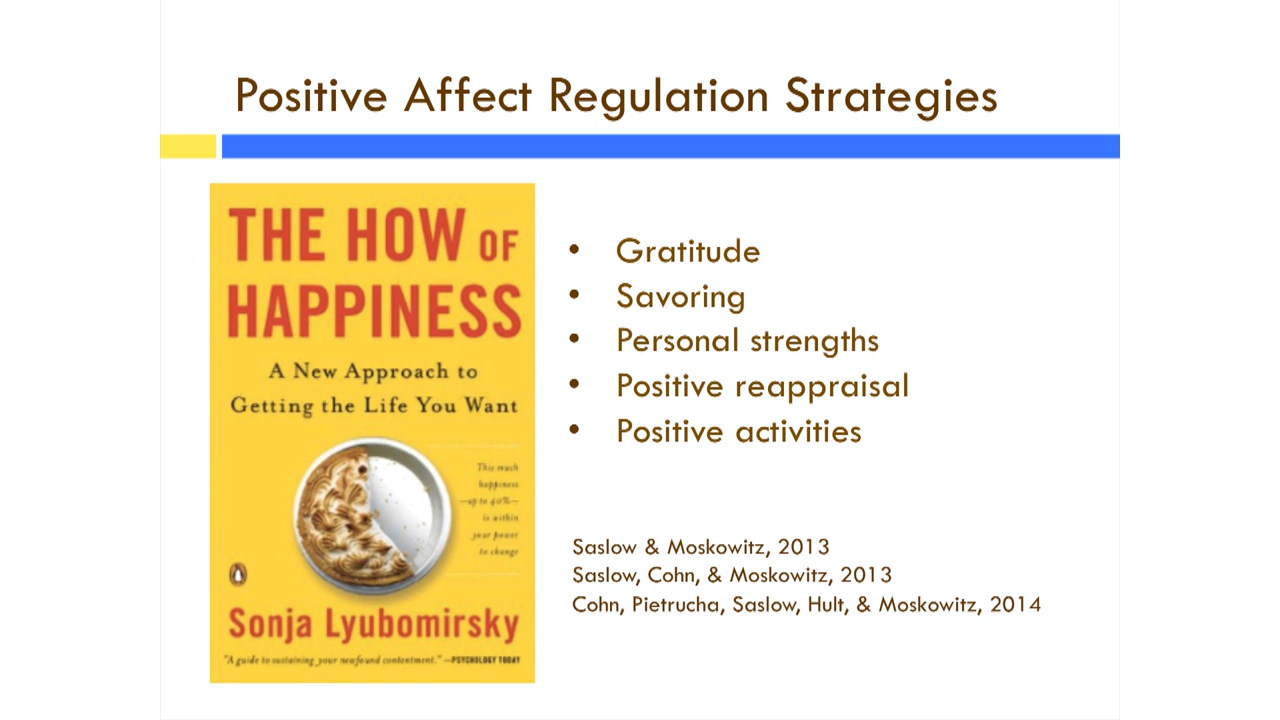 Positive Affect Regulation Strategies
THE HOW OF
HAPPINESS
A New Approach to
Getting the Life You Want
This much
happiness
—up to 40%—
is within
your power
to change
Sonja Lyubomirsky
"A guide to sustaining your newfound contentment." —PSYCHOLOGY TODAY
• Gratitude
• Savoring
• Personal strengths
• Positive reappraisal
• Positive activities
Saslow & Moskowitz, 2013
Saslow, Cohn, & Moskowitz, 2013
Cohn, Pietrucha, Saslow, Hult, & Moskowitz, 2014